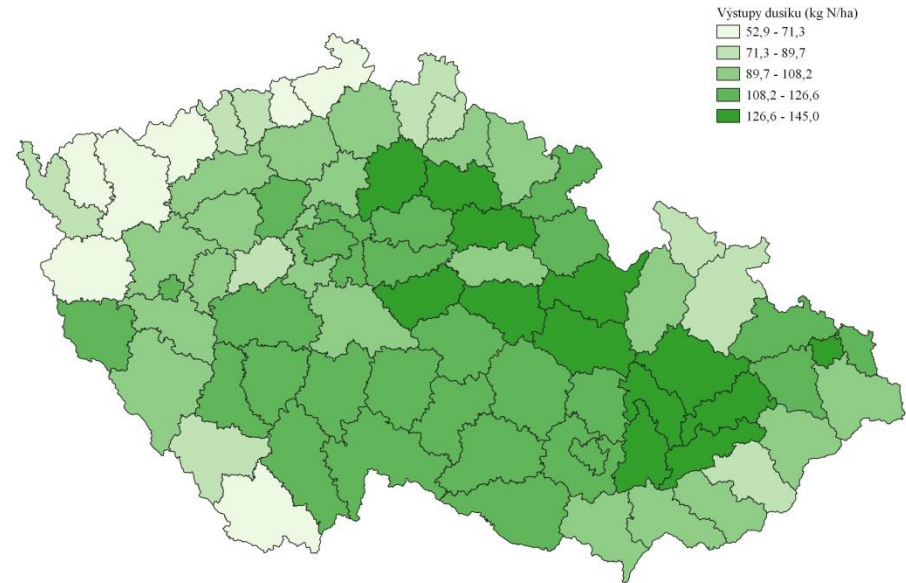 Výstupy dusíku (kg N/ha)
52,9 - 71,3
71,3 - 89,7
89,7 - 108,2
108,2 - 126,6
126,6 - 145,0